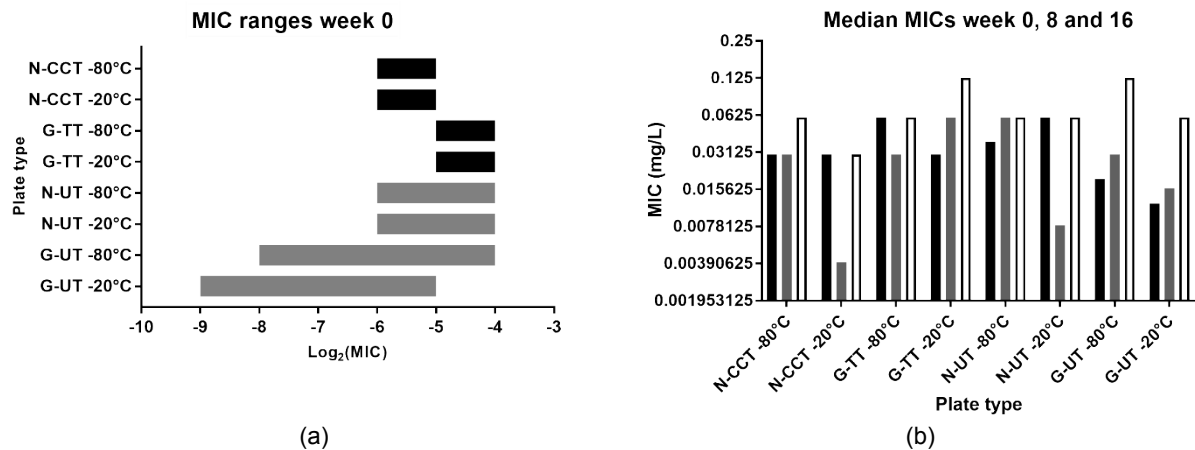 MIC ranges week 0
N-CCT -80°C
N-CCT -20°C
G-TT -80°C
G-TT -20°C
N-UT -80°C
N-UT -20°C
G-UT -80°C
G-UT -20°C
Plate type
-10 -9 -8 -7 -6 -5 -4 -3
Log₂(MIC)
(a)
Median MICs week 0, 8 and 16
0.25
0.125
0.0625
0.03125
0.015625
0.0078125
0.00390625
0.001953125
MIC (mg/L)
N-CCT -80°C
N-CCT -20°C
G-TT -80°C
G-TT -20°C
N-UT -80°C
N-UT -20°C
G-UT -80°C
G-UT -20°C
Plate type
(b)